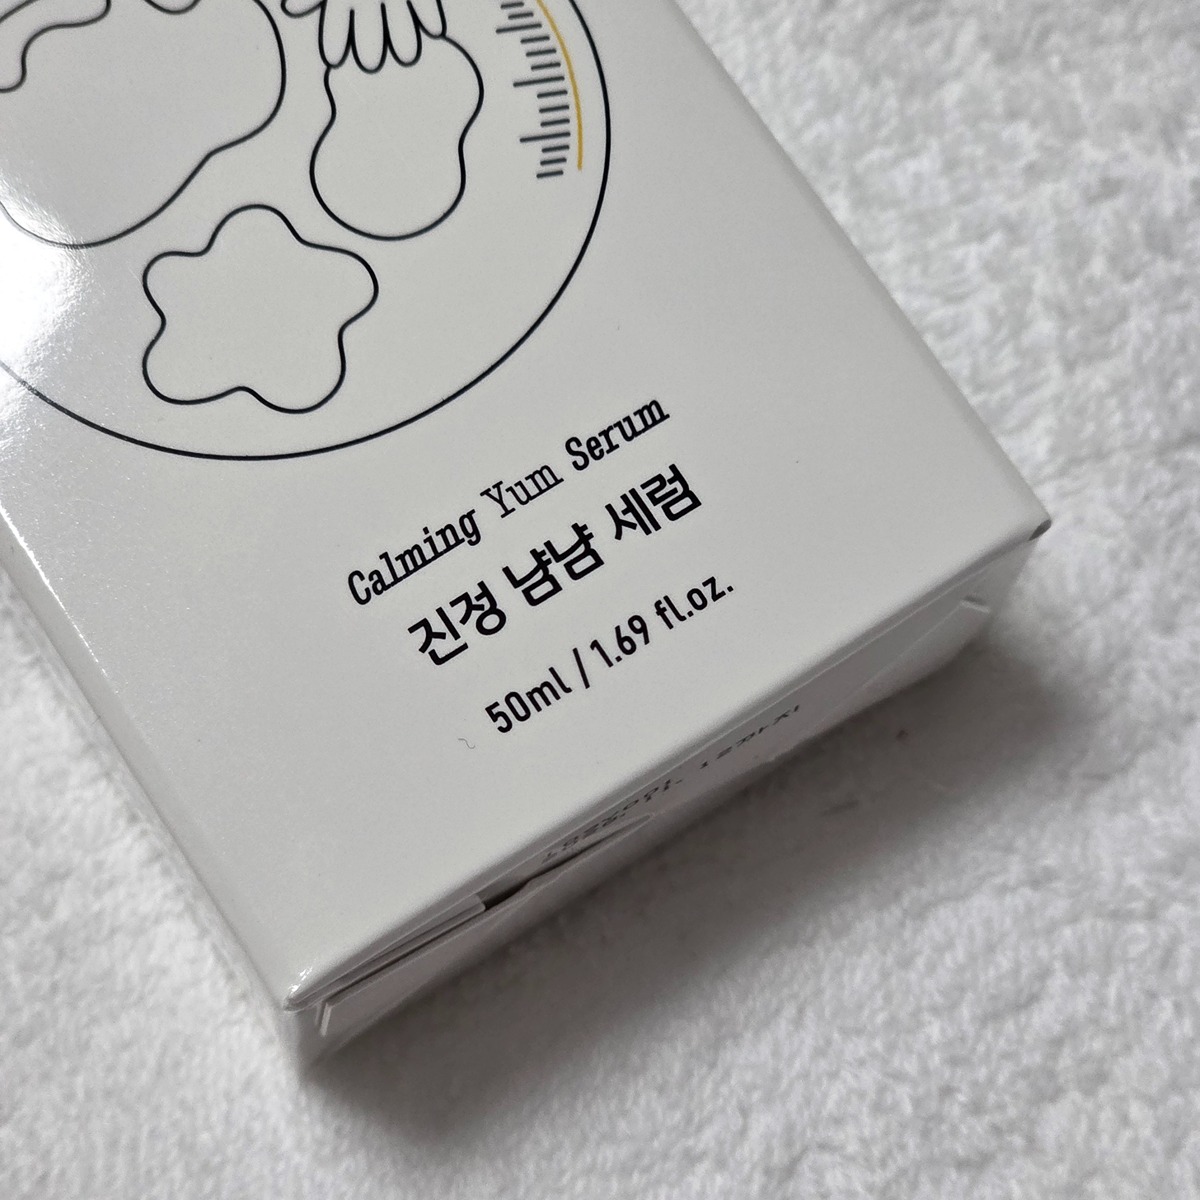 Calming Yum Serum
진정 냠냠 세럼
50ml / 1.69 fl.oz.